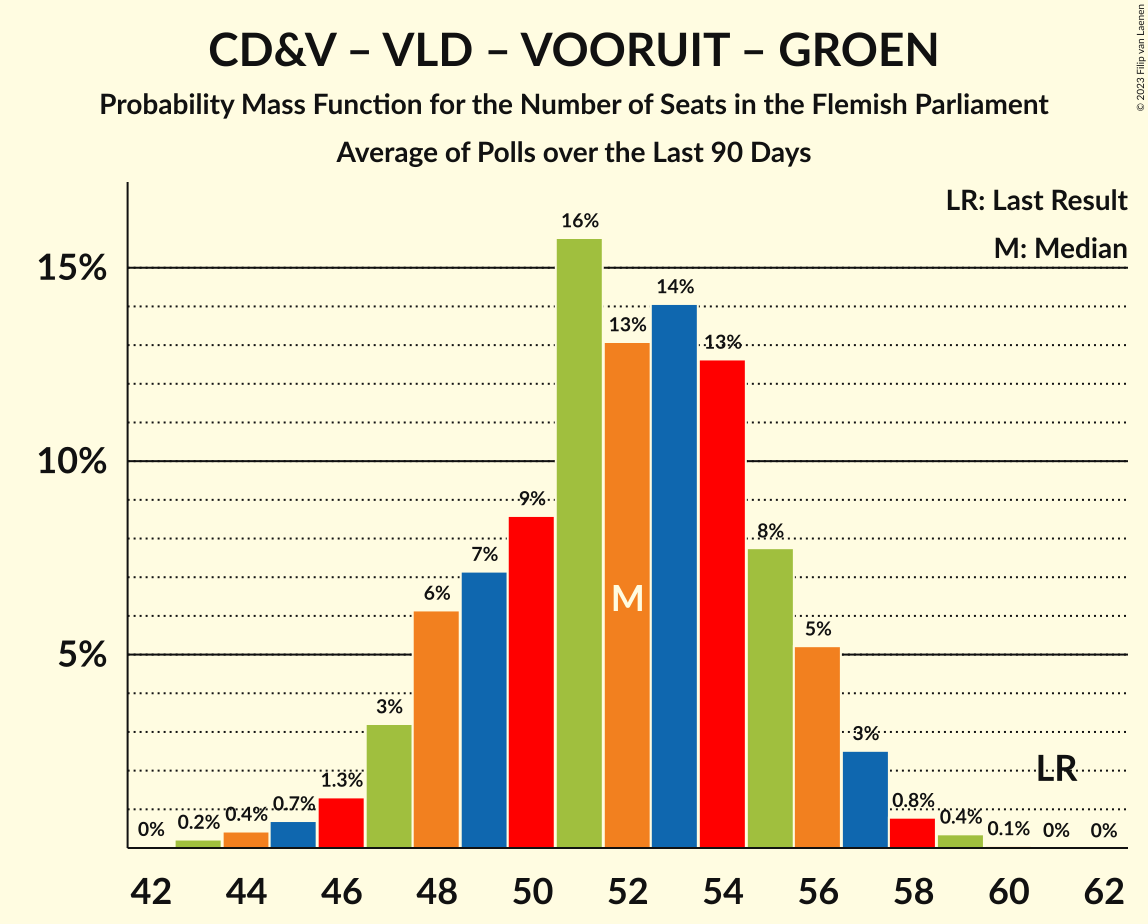 CD&V – VLD – VOORUIT – GROEN
Probability Mass Function for the Number of Seats in the Flemish Parliament
Average of Polls over the Last 90 Days
© 2023 Filip van Laenen
LR: Last Result
M: Median
15%
10%
5%
0%
0.2%
0.4%
0.7%
1.3%
3%
6%
7%
9%
16%
13%
14%
13%
8%
5%
3%
0.8%
0.4%
0.1%
0%
0%
M
LR
42 44 46 48 50 52 54 56 58 60 62